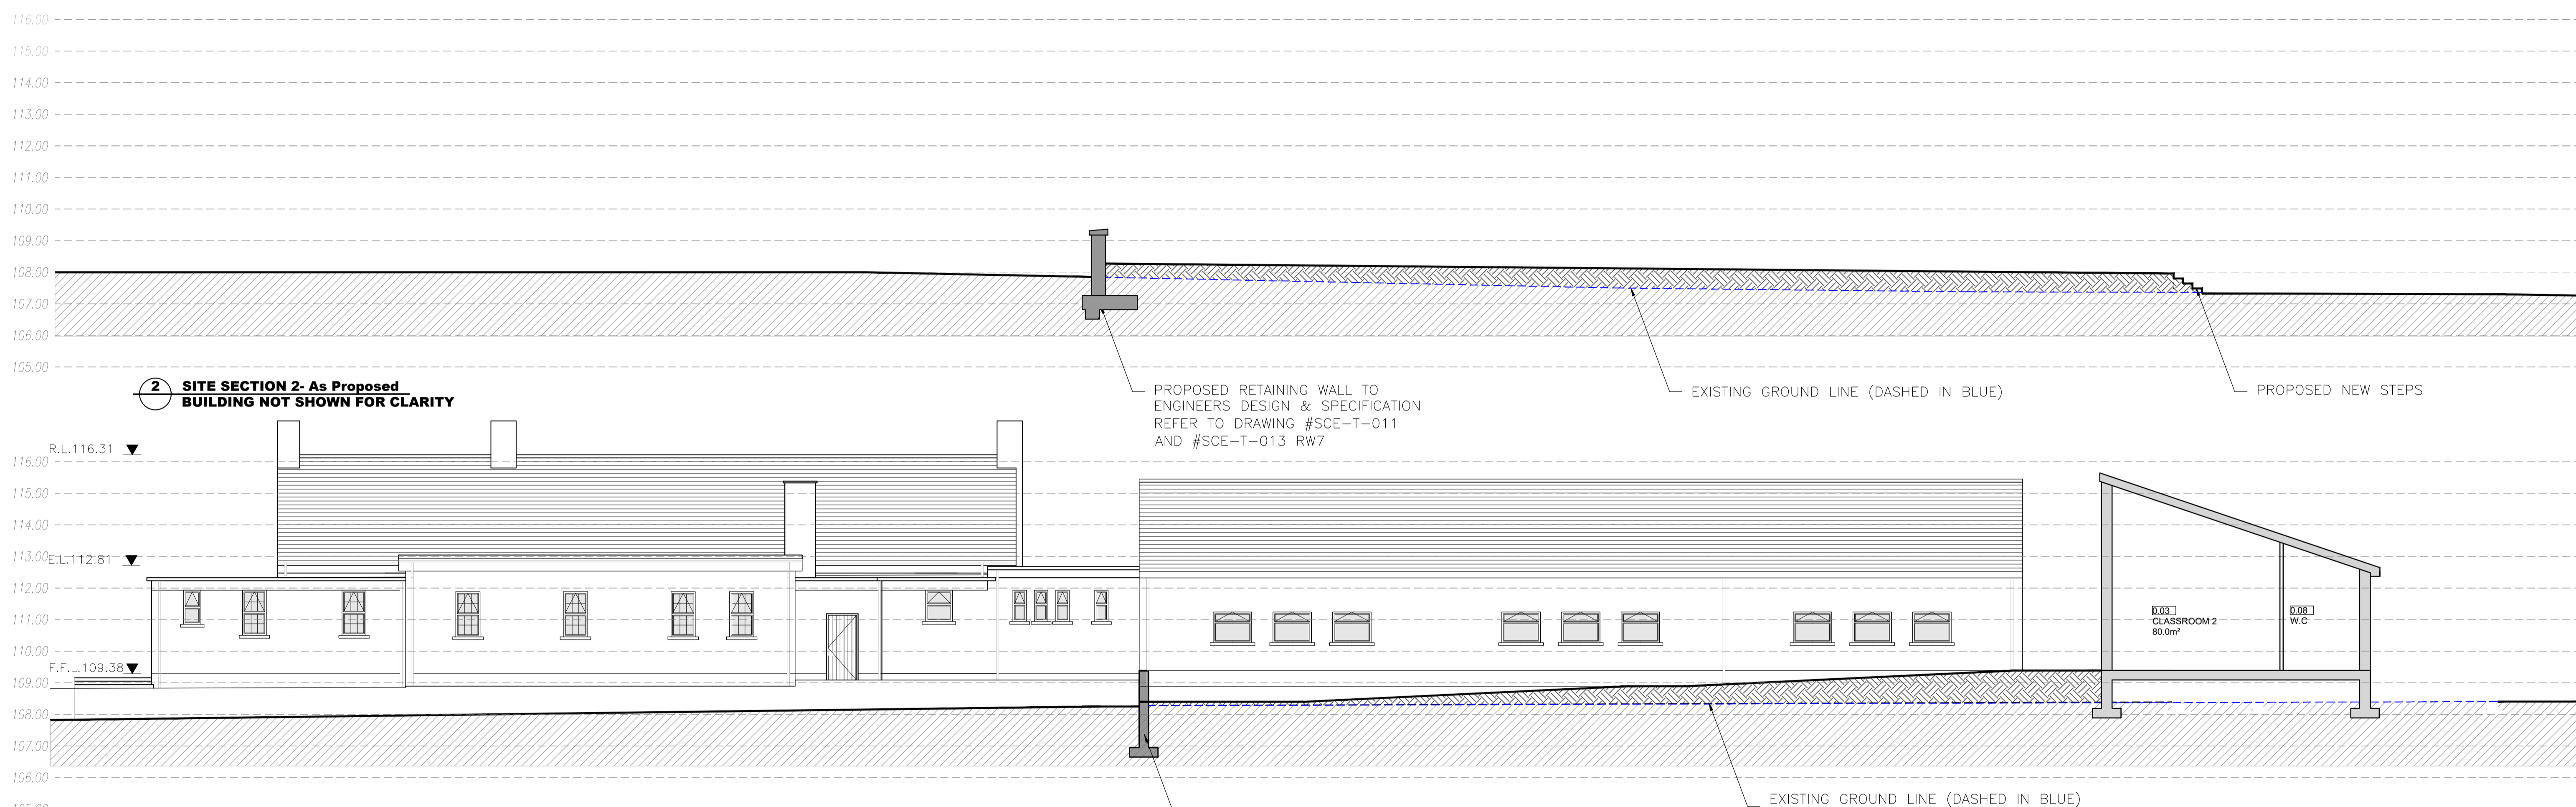 116.00
115.00
114.00
113.00
112.00
111.00
110.00
109.00
108.00
107.00
106.00
105.00
2
SITE SECTION 2- As Proposed
BUILDING NOT SHOWN FOR CLARITY
PROPOSED RETAINING WALL TO
ENGINEERS DESIGN & SPECIFICATION
REFER TO DRAWING #SCE-T-011
AND #SCE-T-013 RW7
EXISTING GROUND LINE (DASHED IN BLUE)
PROPOSED NEW STEPS
R.L.116.31
116.00
115.00
114.00
113.00
E.L.112.81
112.00
111.00
110.00
F.F.L.109.38
109.00
108.00
107.00
106.00
105.00
0.03
CLASSROOM 2
80.0m²
0.08
W.C
EXISTING GROUND LINE (DASHED IN BLUE)